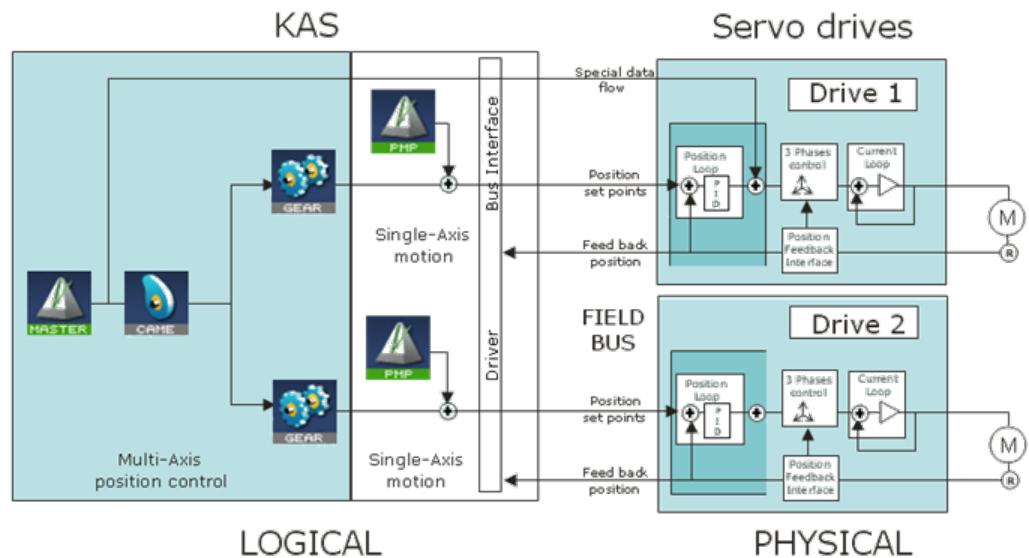 KAS
Servo drives
Special data
flow
Drive 1
PMP
Bus Interface
Position
Loop
P
I
D
3 Phases
control
Current
Loop
GEAR
Position
set points
Single-Axis
motion
Feed back
position
Position
Feedback
Interface
M
R
MASTER
CAME
FIELD
BUS
Drive 2
PMP
Driver
Position
Loop
P
I
D
3 Phases
control
Current
Loop
GEAR
Position
set points
Multi-Axis
position control
Single-Axis
motion
Feed back
position
Position
Feedback
Interface
M
R
LOGICAL
PHYSICAL